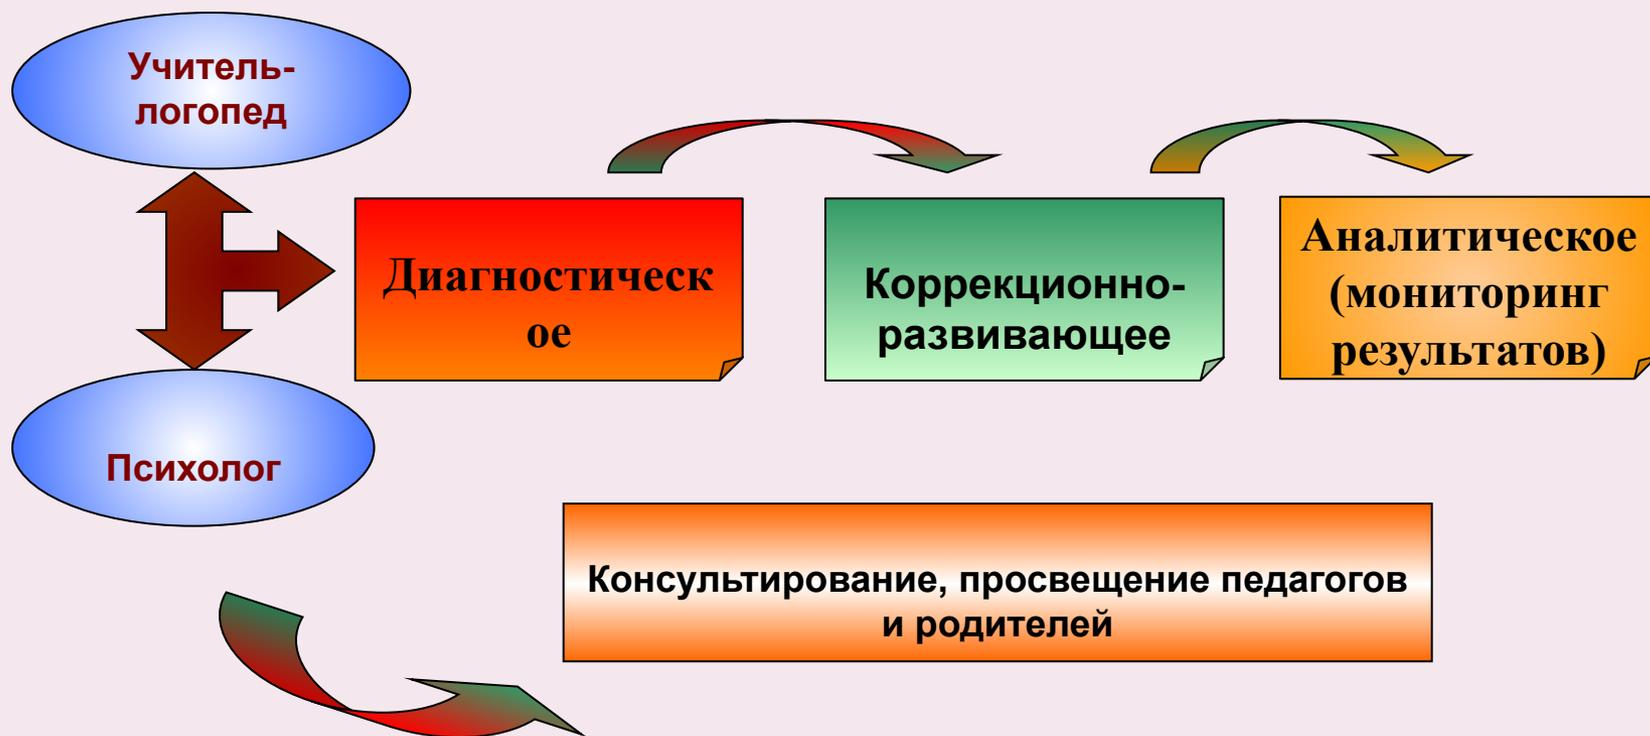 Учитель-
логопед
Диагностическ
ое
Коррекционно-
развивающее
Аналитическое
(мониторинг
результатов)
Психолог
Консультирование, просвещение педагогов
и родителей